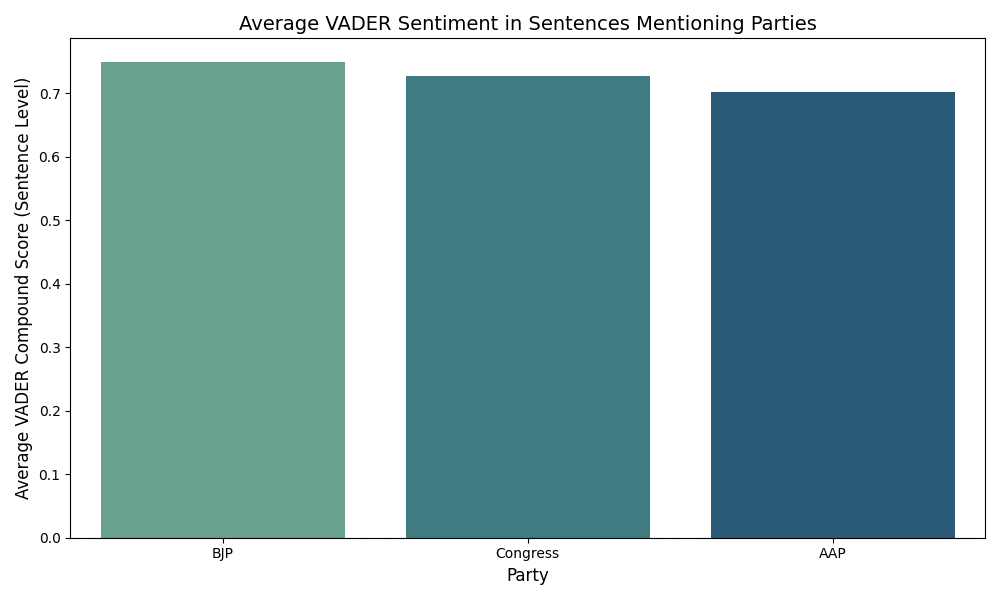 Average VADER Sentiment in Sentences Mentioning Parties
Average VADER Compound Score (Sentence Level)
0.7
0.6
0.5
0.4
0.3
0.2
0.1
0.0
BJP
Congress
AAP
Party